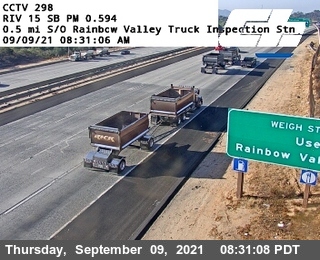 CCTV 298
RIV 15 SB PM 0.594
0.5 mi S/O Rainbow Valley Truck Inspection Stn
09/09/21 08:31:06 AM
WEIGH ST
Use
Rainbow Val
Thursday, September 09, 2021 08:31:08 PDT